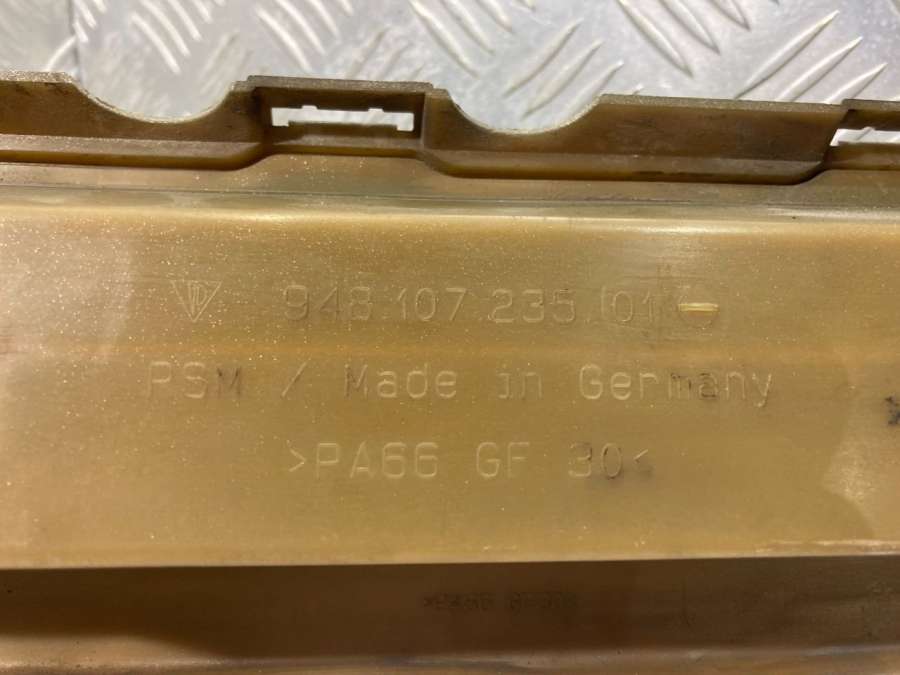 948.107.235.01
PSM / Made in Germany
>PA66 GF 30<